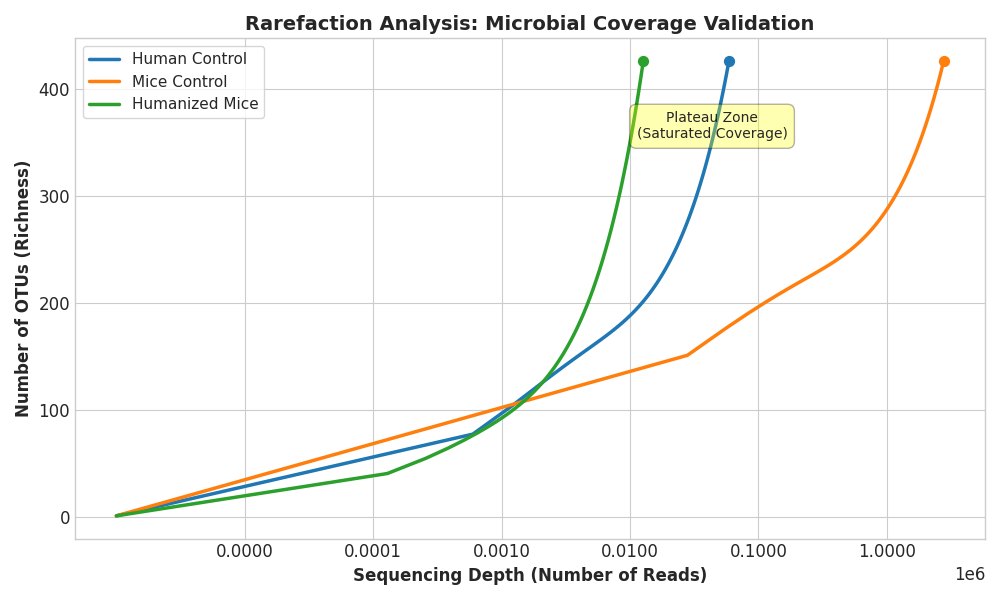 Rarefaction Analysis: Microbial Coverage Validation
Human Control
Mice Control
Humanized Mice
Plateau Zone
(Saturated Coverage)
Number of OTUs (Richness)
400
300
200
100
0
0.0000
0.0001
0.0010
0.0100
0.1000
1.0000
1e6
Sequencing Depth (Number of Reads)